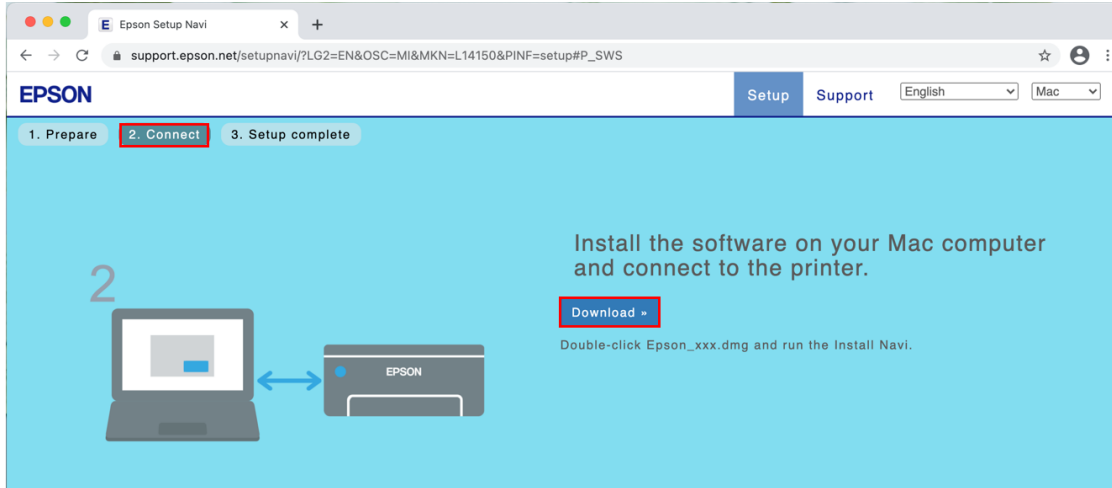 Epson Setup Navi
support.epson.net/setupnavi/?LG2=EN&OSC=MI&MKN=L14150&PINF=setup#P_SWS
EPSON
Setup
Support
English
Mac
1. Prepare
2. Connect
3. Setup complete
Install the software on your Mac computer
and connect to the printer.
2
Download »
Double-click Epson_xxx.dmg and run the Install Navi.
EPSON